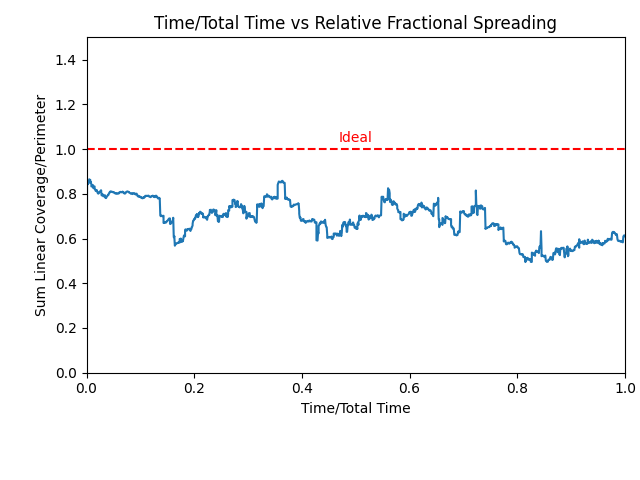 Time/Total Time vs Relative Fractional Spreading
Sum Linear Coverage/Perimeter
1.4
1.2
1.0
0.8
0.6
0.4
0.2
0.0
Ideal
0.0 0.2 0.4 0.6 0.8 1.0
Time/Total Time